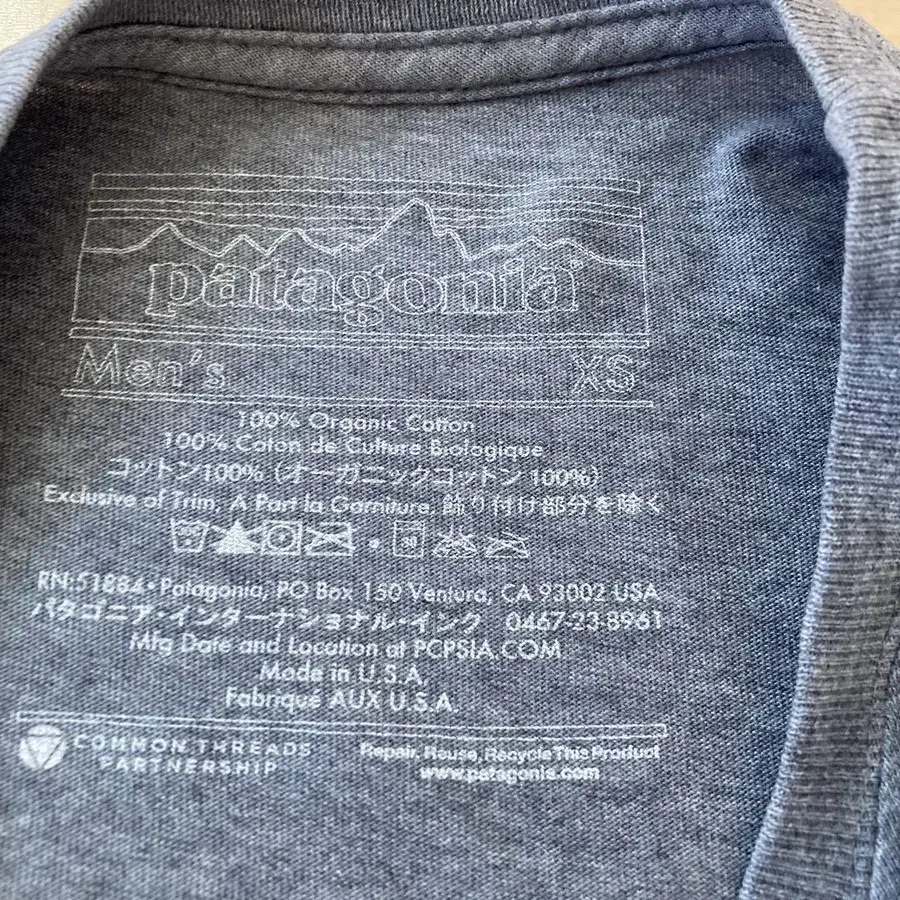 patagonia®
Men's XS
100% Organic Cotton
100% Coton de Culture Biologique
コットン100% (オーガニックコットン100%)
Exclusive of Trim, A Part la Garniture. 飾り付け部分を除く
RN:51884•Patagonia, PO Box 150 Ventura, CA 93002 USA
パタゴニア・インターナショナル・インク 0467-23-8961
Mfg Date and Location at PCPSIA.COM
Made in U.S.A.
Fabriqué AUX U.S.A.
COMMON THREADS
PARTNERSHIP
Repair, Reuse, Recycle This Product
www.patagonia.com